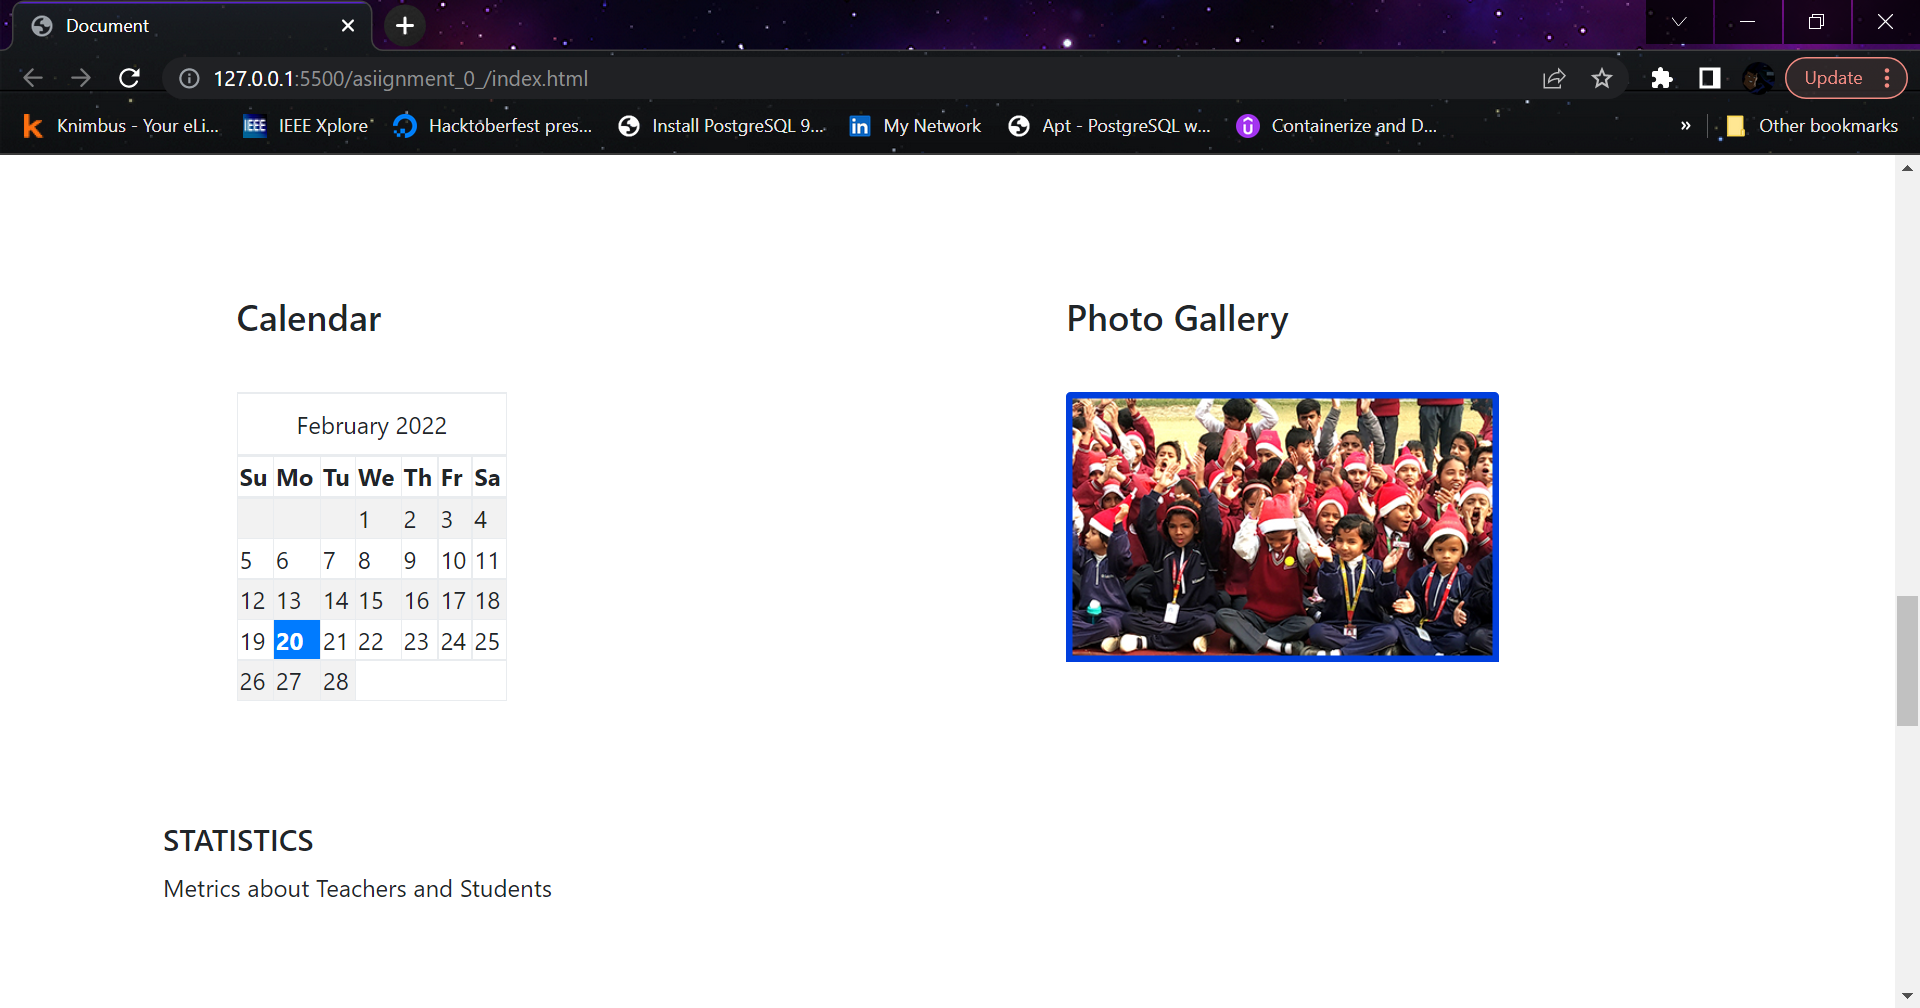 Document
127.0.0.1:5500/asiignment_0_/index.html
Update
Knimbus - Your eLi...
IEEE
IEEE Xplore
Hacktoberfest pres...
Install PostgreSQL 9...
in
My Network
Apt - PostgreSQL w...
Containerize and D...
»
Other bookmarks
Calendar
Photo Gallery
February 2022
Su Mo Tu We Th Fr Sa
1 2 3 4
5 6 7 8 9 10 11
12 13 14 15 16 17 18
19 20 21 22 23 24 25
26 27 28
STATISTICS
Metrics about Teachers and Students